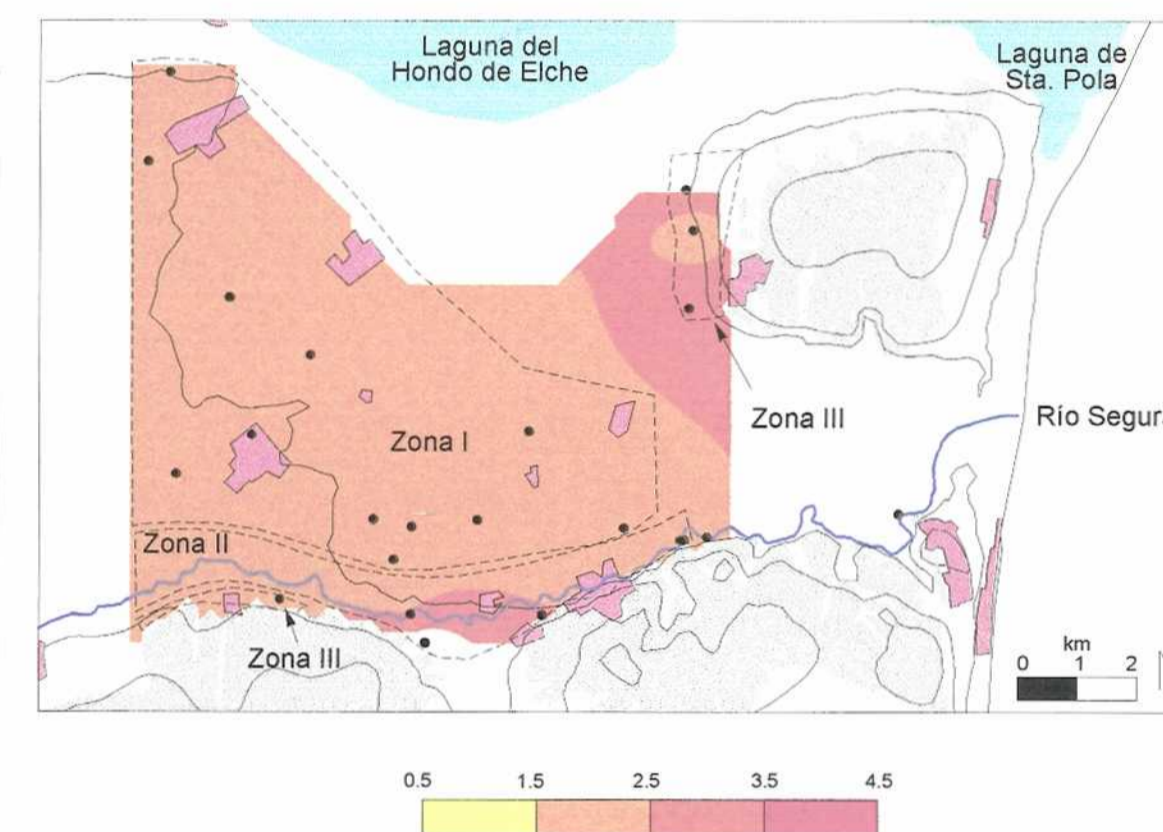 Laguna del
Hondo de Elche
Laguna de
Sta. Pola
Zona III
Río Segur
Zona I
Zona II
Zona III
km
0 1 2
0.5 1.5 2.5 3.5 4.5